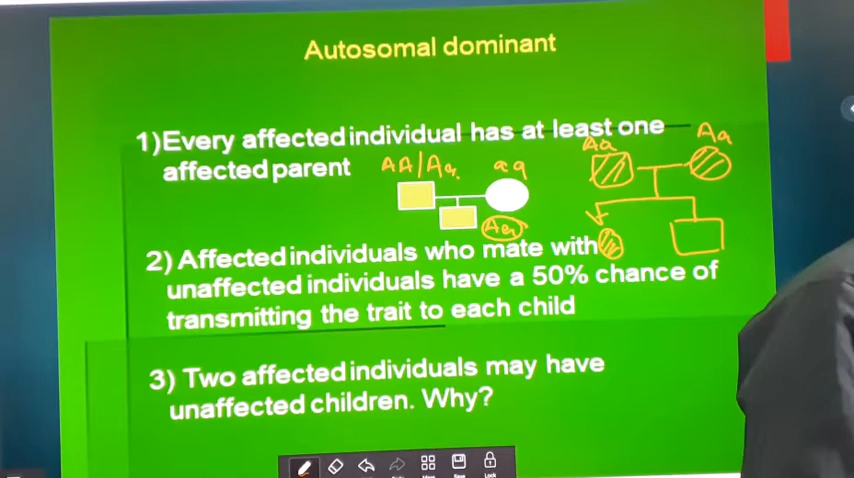 Autosomal dominant
1)Every affected individual has at least one
affected parent
AA/Aa aa
Aa
Aa Aa
2) Affected individuals who mate with
unaffected individuals have a 50% chance of
transmitting the trait to each child
3) Two affected individuals may have
unaffected children. Why?